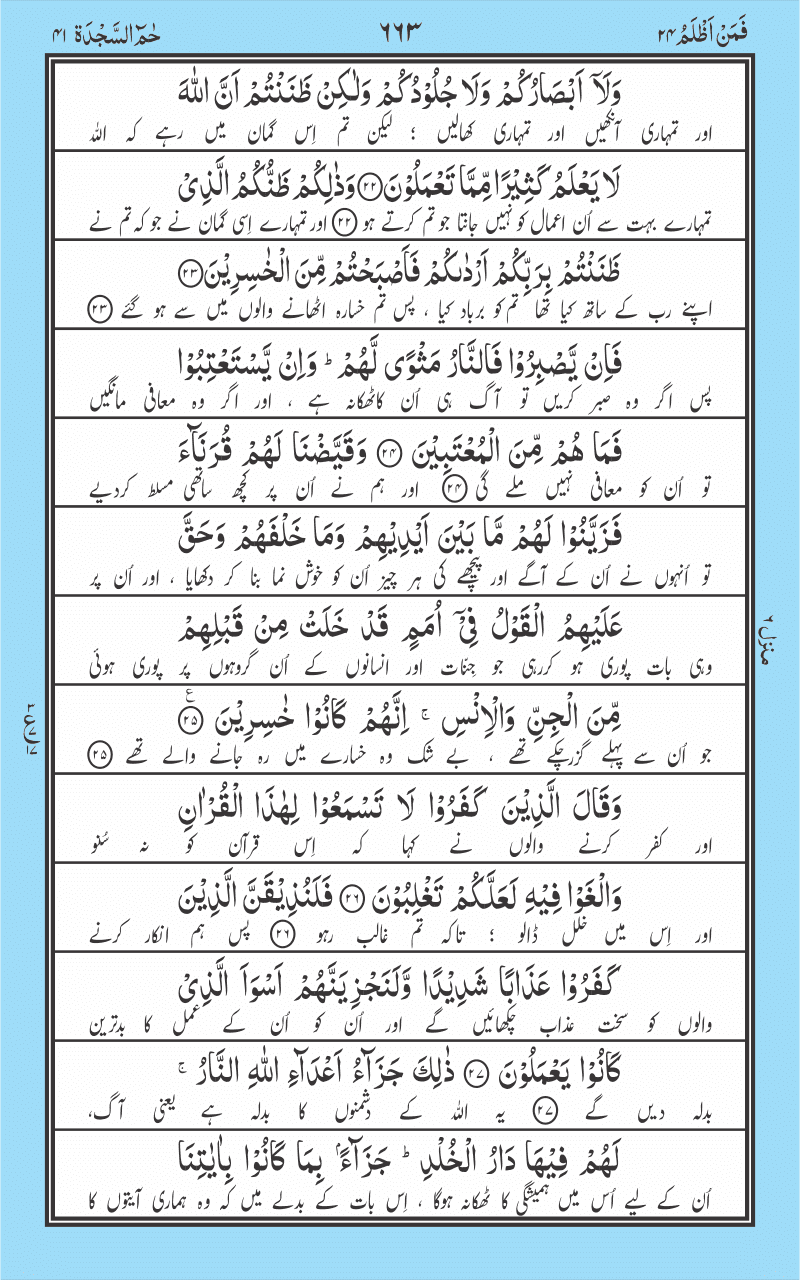 فَمَنْ اَظْلَمُ ۲۴
۶۶۳
حٰمٓ السَّجْدَة ۴۱
وَلَآ اَبْصَارُكُمْ وَلَا جُلُوْدُكُمْ وَلٰـكِنْ ظَنَنْتُمْ اَنَّ اللّٰهَ
اور تمہاری آنکھیں اور تمہاری کھالیں ؛ لیکن تم اِس گمان میں رہے کہ اللہ
لَا يَعْلَمُ كَثِيْرًا مِّمَّا تَعْمَلُوْنَ ﴿۲۲﴾ وَذٰلِكُمْ ظَنُّكُمُ الَّذِىْ
تمہارے بہت سے اُن اعمال کو نہیں جانتا جو تم کرتے ہو ﴿۲۲﴾ اور تمہارے اِسی گمان نے جو کہ تم نے
ظَنَنْتُمْ بِرَبِّكُمْ اَرْدٰٮكُمْ فَاَصْبَحْتُمْ مِّنَ الْخٰسِرِيْنَ ﴿۲۳﴾
اپنے رب کے ساتھ کیا تھا تم کو برباد کیا ، پس تم خسارہ اٹھانے والوں میں سے ہو گئے ﴿۲۳﴾
فَاِنْ يَّصْبِرُوْا فَالنَّارُ مَثْوًى لَّهُمْ ؕ وَاِنْ يَّسْتَعْتِبُوْا
پس اگر وہ صبر کریں تو آگ ہی اُن کاٹھکانہ ہے ، اور اگر وہ معافی مانگیں
فَمَا هُمْ مِّنَ الْمُعْتَبِيْنَ ﴿۲۴﴾ وَقَيَّضْنَا لَهُمْ قُرَنَآءَ
تو اُن کو معافی نہیں ملے گی ﴿۲۴﴾ اور ہم نے اُن پر کچھ ساتھی مسلط کردیے
فَزَيَّنُوْا لَهُمْ مَّا بَيْنَ اَيْدِيْهِمْ وَمَا خَلْفَهُمْ وَحَقَّ
تو اُنہوں نے اُن کے آگے اور پیچھے کی ہر چیز اُن کو خوش نما بنا کر دکھایا ، اور اُن پر
عَلَيْهِمُ الْقَوْلُ فِىْۤ اُمَمٍ قَدْ خَلَتْ مِنْ قَبْلِهِمْ
وہی بات پوری ہو کررہی جو جِنّات اور انسانوں کے اُن گروہوں پر پوری ہوئی
مِّنَ الْجِنِّ وَالْاِنْسِ ۚ اِنَّهُمْ كَانُوْا خٰسِرِيْنَ ﴿۲۵﴾ ع
جو اُن سے پہلے گزرچکے تھے ، بے شک وہ خسارے میں رہ جانے والے تھے ﴿۲۵﴾
وَقَالَ الَّذِيْنَ كَفَرُوْا لَا تَسْمَعُوْا لِهٰذَا الْقُرْاٰنِ
اور کفر کرنے والوں نے کہا کہ اِس قرآن کو نہ سُنو
وَالْغَوْا فِيْهِ لَعَلَّكُمْ تَغْلِبُوْنَ ﴿۲۶﴾ فَلَنُذِيْقَنَّ الَّذِيْنَ
اور اِس میں خلل ڈالو ؛ تاکہ تم غالب رہو ﴿۲۶﴾ پس ہم انکار کرنے
كَفَرُوْا عَذَابًا شَدِيْدًا وَّلَنَجْزِيَنَّهُمْ اَسْوَاَ الَّذِىْ
والوں کو سخت عذاب چکھائیں گے اور اُن کو اُن کے عمل کا بدترین
كَانُوْا يَعْمَلُوْنَ ﴿۲۷﴾ ذٰلِكَ جَزَآءُ اَعْدَآءِ اللّٰهِ النَّارُ ۚ
بدلہ دیں گے ﴿۲۷﴾ یہ اللہ کے دشمنوں کا بدلہ ہے یعنی آگ،
لَهُمْ فِيْهَا دَارُ الْخُـلْدِ ؕ جَزَآءًۢ بِمَا كَانُوْا بِاٰيٰتِنَا
اُن کے لیے اُس میں ہمیشگی کا ٹھکانہ ہوگا ، اِس بات کے بدلے میں کہ وہ ہماری آیتوں کا
منزل ۶